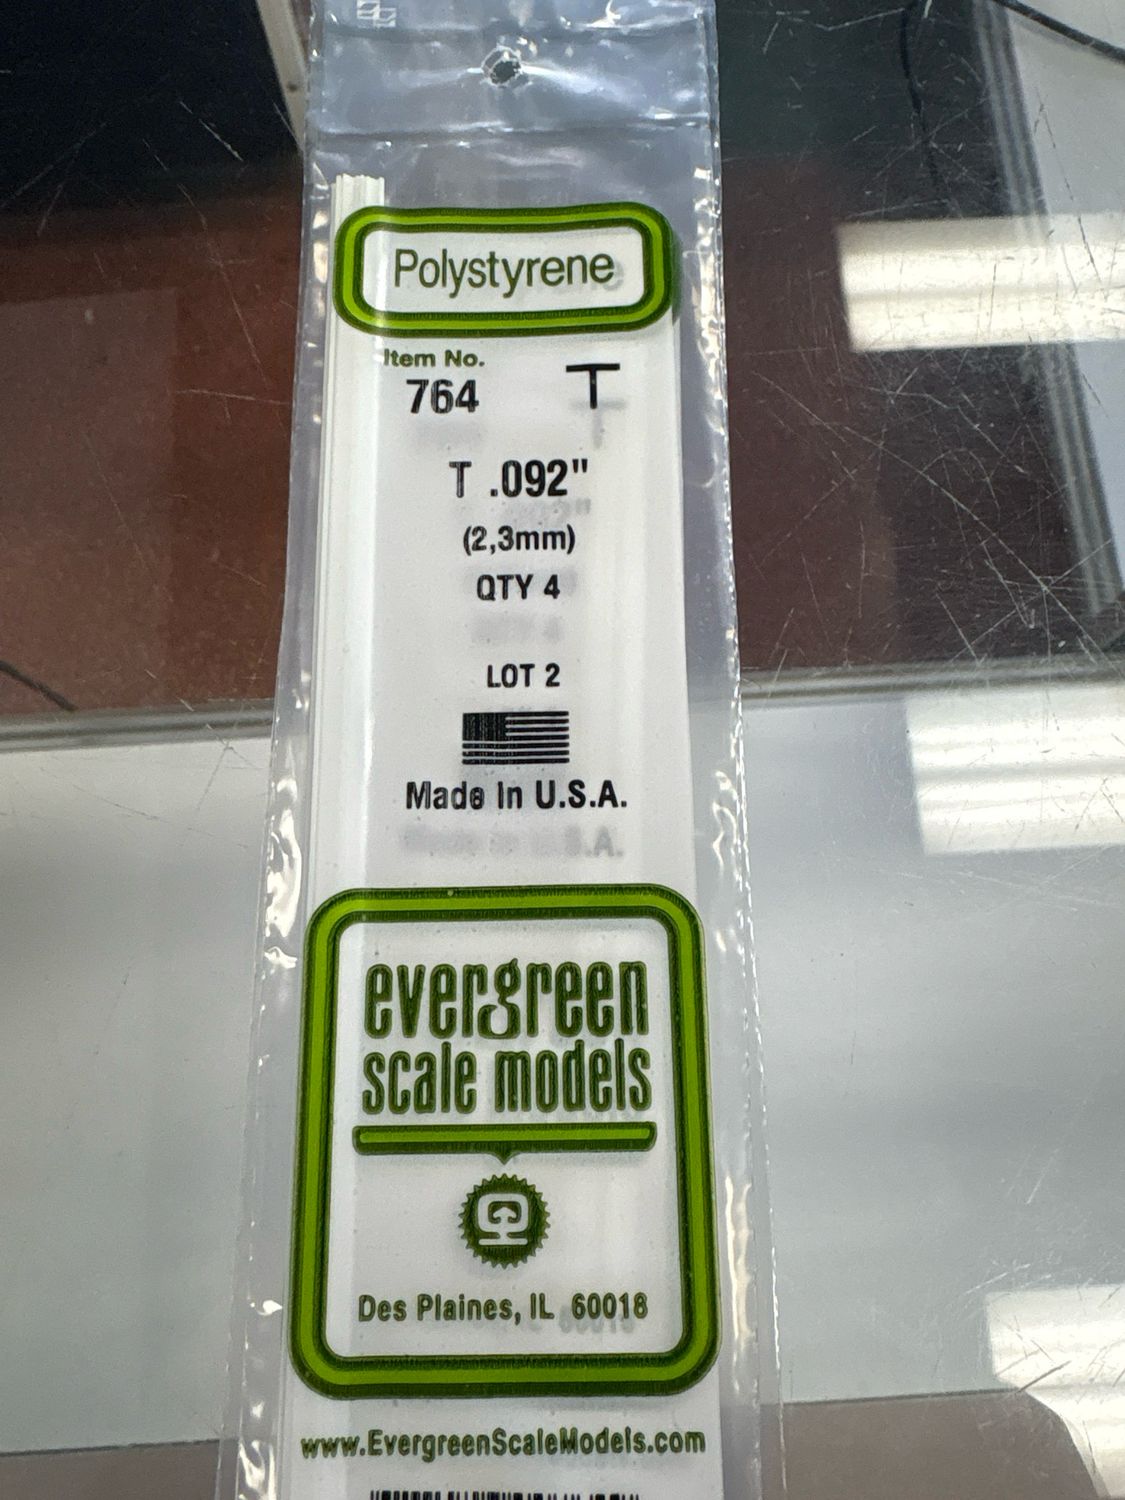 Polystyrene
Item No.
764 T
T .092"
(2,3mm)
QTY 4
LOT 2
Made in U.S.A.
evergreen
scale models
Des Plaines, IL 60018
www.EvergreenScaleModels.com